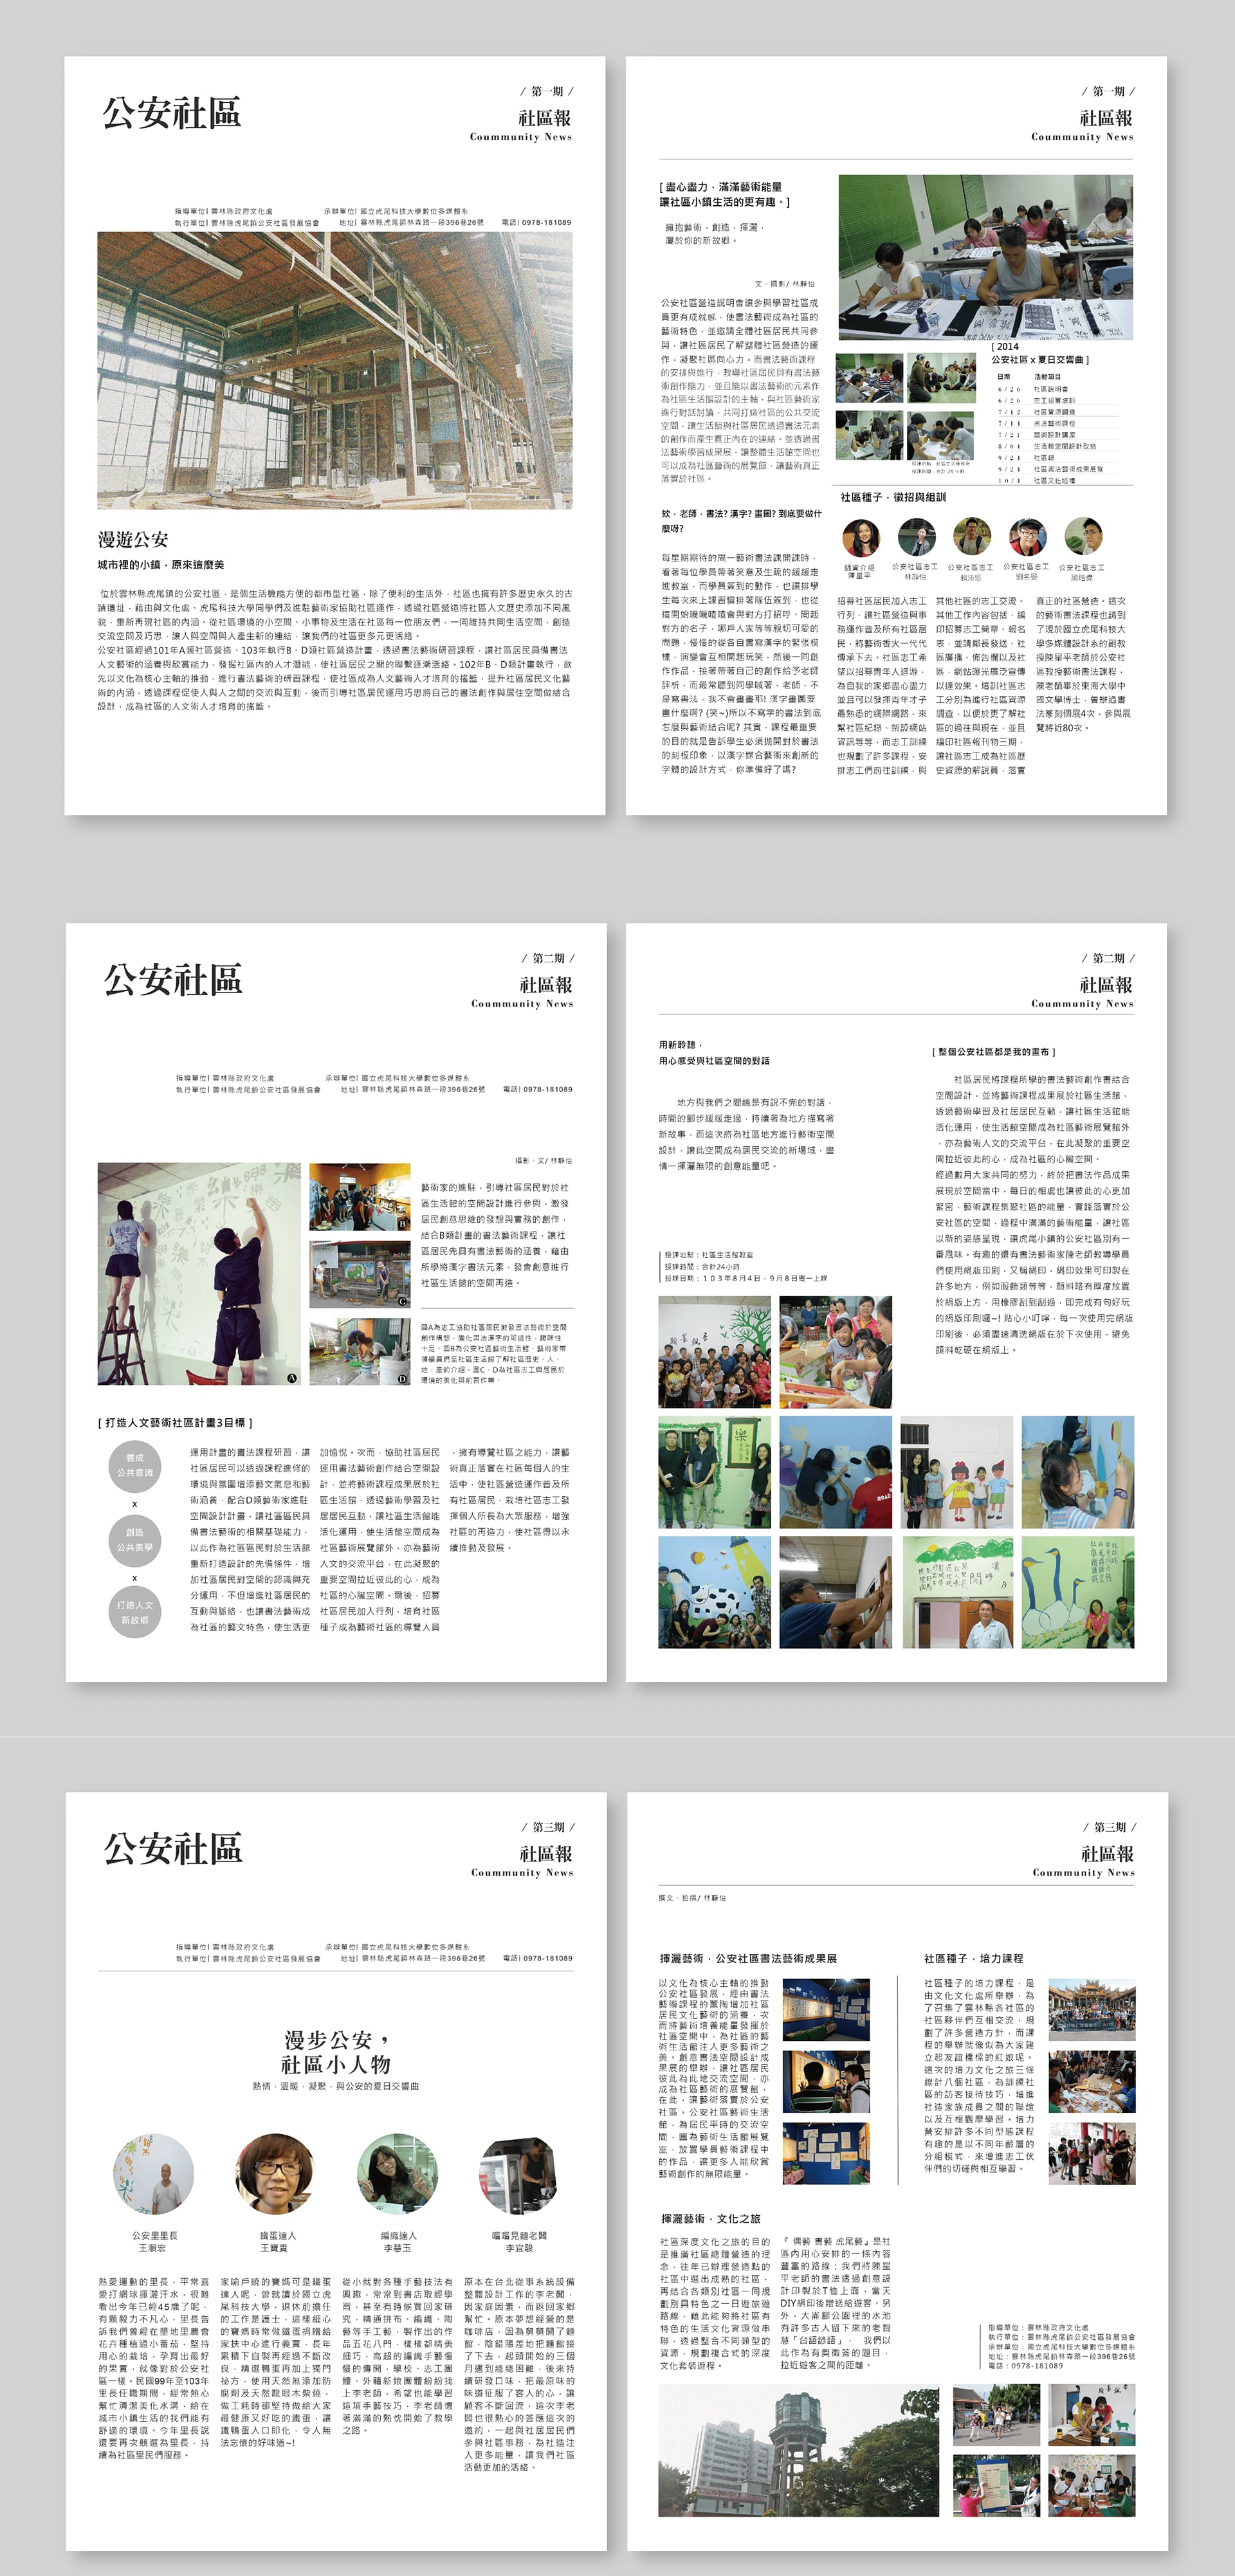 公安社區
/ 第一期 /
社區報
Coummunity News
指導單位| 雲林縣政府文化處 承辦單位| 國立虎尾科技大學數位多媒體系
執行單位| 雲林縣虎尾鎮公安社區發展協會 地址| 雲林縣虎尾鎮林森路一段396巷26號 電話| 0978-181089
漫遊公安
城市裡的小鎮，原來這麼美
位於雲林縣虎尾鎮的公安社區，是個生活機能方便的都市型社區，除了便利的生活外，社區也擁有許多歷史永久的古
蹟遺址，藉由與文化處、虎尾科技大學同學們及進駐藝術家協助社區運作，透過社區營造將社區人文歷史添加不同風
貌，重新再現社區的內涵。從社區環境的小空間、小事物及生活在社區每一位朋友們，一同維持共同生活空間，創造
交流空間及巧思，讓人與空間與人產生新的連結，讓我們的社區更多元更活絡。
公安社區經過101年A類社區營造、103年執行B、D類社區營造計畫，透過書法藝術研習課程，讓社區居民具備書法
人文藝術的涵養與欣賞能力，發掘社區內的人才潛能，使社區居民之間的聯繫逐漸活絡。102年B、D類計畫執行，欲
先以文化為核心主軸的推動，進行書法藝術的研習課程，使社區成為人文藝術人才培育的搖籃，提升社區居民文化藝
術的內涵，透過課程促使人與人之間的交流與互動，後而引導社區居民運用巧思將自己的書法創作與居住空間做結合
設計，成為社區的人文術人才培育的搖籃。
/ 第一期 /
社區報
Coummunity News
[ 盡心盡力，滿滿藝術能量
讓社區小鎮生活的更有趣。]
擁抱藝術，創造，揮灑，
屬於你的新故鄉。
文、攝影/ 林靜怡
公安社區營造說明會讓參與學習社區成
員更有成就感，使書法藝術成為社區的
藝術特色，並邀請全體社區居民共同參
與，讓社區居民了解整體社區營造的運
作，凝聚社區向心力。而書法藝術課程
的安排與進行，教導社區居民具有書法藝
術創作能力，並且能以書法藝術的元素作
為社區生活館設計的主軸，與社區藝術家
進行對話討論，共同打造社區的公共交流
空間，讓生活館與社區居民透過書法元素
的創作而產生真正內在的連結。並透過書
法藝術學習成果展，讓整體生活館空間也
可以成為社區藝術的展覽館，讓藝術真正
落實於社區。
欸，老師，書法? 漢字? 畫圖? 到底要做什
麼呀?
每星期期待的周一藝術書法課開課時，
看著每位學員帶著笑意及生疏的緩緩走
進教室，而學員簽到的動作，也讓排學
生每次來上課習慣排著隊伍簽到，也從
這開始嘰嘰喳喳會與對方打招呼、問起
對方的名子，哪戶人家等等親切可愛的
問題，慢慢的從各自書寫漢字的緊張模
樣，演變會互相開起玩笑，然後一同創
作作品，接著帶著自己的創作給予老師
評析，而最常聽到同學喊著，老師，不
是寫書法，我不會畫畫耶! 漢字畫圖要
畫什麼啊? (笑~)所以不寫字的書法到底
怎麼與藝術結合呢? 其實，課程最重要
的目的就是告訴學生必須拋開對於書法
的刻板印象，以漢字媒合藝術來創新的
字體的設計方式，你準備好了嗎?
[ 2014
公安社區 x 夏日交響曲 ]
日期 活動項目
6 / 2 6 社區說明會
6 / 2 6 志工招募培訓
7 / 1 2 社區資源調查
7 / 1 4 書法藝術課程
7 / 2 1 藝術設計講座
8 / 0 4 生活館空間設計改造
9 / 2 4 社區報
9 / 2 4 社區書法藝術成果展覽
1 0 / 4 社區文化巡禮
社區種子，徵招與組訓
師資介紹
陳星平
公安社區志工
林靜怡
公安社區志工
公安社區志工
劉名晏
公安社區志工
梁皓偉
招募社區居民加入志工
行列，讓社區營造與事
務運作普及所有社區居
民，將藝術香火一代代
傳承下去。社區志工希
望以招募青年人返游，
為自我的家鄉盡心盡力
並且可以發揮青年才子
最熟悉的網際網路，來
幫社區紀錄、架設網站
資訊等等，而志工訓練
也規劃了許多課程，安
排志工們前往訓練，與
其他社區的志工交流。
其他工作內容包括，編
印招募志工簡章、報名
表，並請鄰長發送、社
區廣播，佈告欄以及社
區、網站曝光廣泛宣傳
以達效果。培訓社區志
工分別為進行社區資源
調查，以便於更了解社
區的過往與現在，並且
編印社區報刊物三期，
讓社區志工成為社區歷
史資源的解說員，落實
真正的社區營造。這次
的藝術書法課程也請到
了現於國立虎尾科技大
學多媒體設計系的副教
授陳星平老師於公安社
區教授藝術書法課程，
陳老師畢於東海大學中
國文學博士，曾辦過書
法篆刻個展4次，參與展
覽將近80次。
公安社區
/ 第二期 /
社區報
Coummunity News
指導單位| 雲林縣政府文化處 承辦單位| 國立虎尾科技大學數位多媒體系
執行單位| 雲林縣虎尾鎮公安社區發展協會 地址| 雲林縣虎尾鎮林森路一段396巷26號 電話| 0978-181089
攝影、文/ 林靜怡
藝術家的進駐，引導社區居民對於社
區生活館的空間設計進行參與，激發
居民創意思維的發想與實務的創作，
結合B類計畫的書法藝術課程，讓社
區居民先具有書法藝術的涵養，藉由
所學將漢字書法元素，發會創意進行
社區生活館的空間再造。
圖A為志工協助社區居民激發書法藝術於空間
創作構想，變化書法漢字的可塑性，趣味性
十足，圖B為公安社區藝術生活館，藝術家帶
領學員們至社區生活館了解社區歷史、人、
地、產的介紹。圖C、D為社區志工與居民於
環境的美化與前置作業。
A
B
C
D
[ 打造人文藝術社區計畫3目標 ]
養成
公共意識
x
創造
公共美學
x
打造人文
新故鄉
運用計畫的書法課程研習，讓
社區居民可以透過課程進修的
環境與氛圍增添藝文氣息和藝
術涵養，配合D類藝術家進駐
空間設計計畫，讓社區區民具
備書法藝術的相關基礎能力，
以此作為社區區民對於生活館
重新打造設計的先備條件，增
加社區居民對空間的認識與充
分運用，不但增進社區居民的
互動與脈絡，也讓書法藝術成
為社區的藝文特色，使生活更
加愉悅。次而，協助社區居民
運用書法藝術創作結合空間設
計，並將藝術課程成果展於社
區生活館，透過藝術學習及社
居居民互動，讓社區生活館能
活化運用，使生活館空間成為
社區藝術展覽館外，亦為藝術
人文的交流平台，在此凝聚的
重要空間拉近彼此的心，成為
社區的心臟空間。爾後，招募
社區居民加入行列，培育社區
種子成為藝術社區的導覽人員
，擁有導覽社區之能力，讓藝
術真正落實在社區每個人的生
活中，使社區營造運作普及所
有社區居民，栽培社區志工發
揮個人所長為大眾服務，增強
社區的再造力，使社區得以永
續推動及發展。
/ 第二期 /
社區報
Coummunity News
用新聆聽，
用心感受與社區空間的對話
地方與我們之間總是有說不完的對話，
時間的腳步緩緩走過，持續著為地方描寫著
新故事，而這次將為社區地方進行藝術空間
設計，讓此空間成為居民交流的新場域，盡
情一揮灑無限的創意能量吧。
授課地點：社區生活館教室
授課時間：合計24小時
授課日期：１０３年８月４日－９月８日周一上課
[ 整個公安社區都是我的畫布 ]
社區居民將課程所學的書法藝術創作書結合
空間設計，並將藝術課程成果展於社區生活館，
透過藝術學習及社居居民互動，讓社區生活館能
活化運用，使生活館空間成為社區藝術展覽館外
，亦為藝術人文的交流平台，在此凝聚的重要空
間拉近彼此的心，成為社區的心臟空間。
經過數月大家共同的努力，終於把書法作品成果
展現於空間當中，每日的相處也讓彼此的心更加
緊密，藝術課程集聚社區的能量，實踐落實於公
安社區的空間，過程中滿滿的藝術能量，讓社區
以新的姿態呈現，讓虎尾小鎮的公安社區別有一
番風味。有趣的還有書法藝術家陳老師教導學員
們使用絹版印刷，又稱絹印，絹印效果可印製在
許多地方，例如服飾類等等，顏料略有厚度放置
於絹版上方，用橡膠刮到刮過，即完成有句好玩
的絹版印刷囉~! 貼心小叮嚀，每一次使用完絹版
印刷後，必須盡速清洗絹版在於下次使用，避免
顏料乾硬在絹版上。
公安社區
/ 第三期 /
社區報
Coummunity News
指導單位| 雲林縣政府文化處 承辦單位| 國立虎尾科技大學數位多媒體系
執行單位| 雲林縣虎尾鎮公安社區發展協會 地址| 雲林縣虎尾鎮林森路一段396巷26號 電話| 0978-181089
漫步公安，
社區小人物
熱情，溫暖，凝聚，與公安的夏日交響曲
公安里里長
王順宏
鐵蛋達人
王寶貴
編織達人
李慧玉
噹噹見麵老闆
李宜駿
熱愛運動的里長，平常喜
愛打網球揮灑汗水，很難
看出今年已經45歲了呢，
有顆毅力不凡心，里長告
訴我們曾經在墾地里農會
花卉種植過小番茄，堅持
用心的栽培，孕育出最好
的果實，就像對於公安社
區一樣。民國99年至103年
里長任職期間，經常熱心
幫忙清潔美化水溝，給在
城市小鎮生活的我們能有
舒適的環境。今年里長說
還要再次競選為里長，持
續為社區里民們服務。
家喻戶曉的寶媽可是鐵蛋
達人呢，曾就讀於國立虎
尾科技大學，退休前擔任
的工作是護士，這樣細心
的寶媽時常做鐵蛋捐贈給
家扶中心進行義賣，長年
累積下自製再經過不斷改
良，精選鴨蛋再加上獨門
祕方，使用天然無添加防
腐劑及天然龍眼木柴燒，
做工耗時卻堅持做給大家
最健康又好吃的鐵蛋，讓
鐵鴨蛋入口即化，令人無
法忘懷的好味道~!
從小就對各種手藝技法有
興趣，常常到書店取經學
習，甚至有時候買回家研
究，精通拼布、編織、陶
藝等手工藝，製作出的作
品五花八門，樣樣都精美
細巧，高超的編織手藝慢
慢的傳開，學校、志工團
體、外籍新娘團體紛紛找
上李老師，希望也能學習
這項手藝技巧，李老師懷
著滿滿的熱忱開始了教學
之路。
原本在台北從事系統設備
整體設計工作的李老闆，
因家庭因素，而返回家鄉
幫忙。原本夢想經營的是
咖啡店，因為舅舅開了麵
館，陰錯陽差地把麵館接
了下去，起頭開始的三個
月遇到總總困難，後來持
續研發口味，把最原味的
味道征服了客人的心，讓
顧客不斷回流，這次李老
闆也很熱心的答應這次的
邀約，一起與社居居民們
參與社區事務，為社造注
入更多能量，讓我們社區
活動更加的活絡。
/ 第三期 /
社區報
Coummunity News
撰文、拍攝/ 林靜怡
揮灑藝術，公安社區書法藝術成果展
以文化為核心主軸的推動
公安社區發展，經由書法
藝術課程的薰陶增加社區
居民文化藝術的涵養，次
而將藝術培養能量發揮於
社區空間中，為社區的藝
術生活館注入更多藝術之
美。創意書法空間設計成
果展的舉辦，讓社區居民
彼此為此地交流空間，亦
成為社區藝術的展覽館，
在此，讓藝術落實於公安
社區。公安社區藝術生活
館，為居民平時的交流空
間，圖為藝術生活館展覽
室，放置學員藝術課程中
的作品，讓更多人能欣賞
藝術創作的無限能量。
社區種子，培力課程
社區種子的培力課程，是
由文化文化處所舉辦，為
了召集了雲林縣各社區的
社區夥伴們互相交流，規
劃了許多營造方針，而課
程的舉辦就像似為大家建
立起友誼橋樑的紅娘呢。
這次的培力文化之旅三條
線計八個社區，為訓練社
區的訪客接待技巧，增進
社造家族成員之間的聯誼
以及互相觀摩學習。培力
營安排許多不同型態課程
有趣的是以不同年齡層的
分組模式，來增進志工伙
伴們的切磋與相互學習。
揮灑藝術，文化之旅
社區深度文化之旅的目的
是推廣社區總體營造的理
念，往年已辦理營造點的
社區中選出成熟的社區，
再結合各類別社區一同規
劃別具特色之一日遊旅遊
路線，藉此能夠將社區有
特色的生活文化資源做串
聯，透過整合不同類型的
資源，規劃複合式的深度
文化套裝遊程。
『 偶藝 書藝 虎尾藝』是社
區內用心安排的一條內容
豐富的路線；我們將陳星
平老師的書法透過創意設
計印製於T恤上面，當天
DIY網印後贈送給遊客。另
外，大崙腳公園裡的水池
有許多古人留下來的老智
慧「台語諺語」， 我們以
此作為有獎徵答的題目，
拉近遊客之間的距離。
指導單位：雲林縣政府文化處
執行單位：雲林縣虎尾鎮公安社區發展協會
承辦單位：國立虎尾科技大學數位多媒體系
地址：雲林縣虎尾鎮林森路一段396巷26號
電話：0978-181089